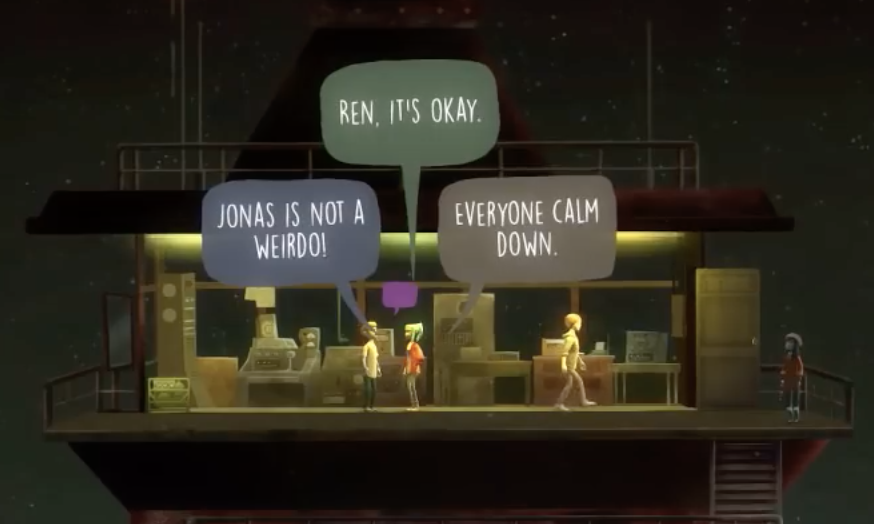 REN, IT'S OKAY.
JONAS IS NOT A
WEIRDO!
EVERYONE CALM
DOWN.